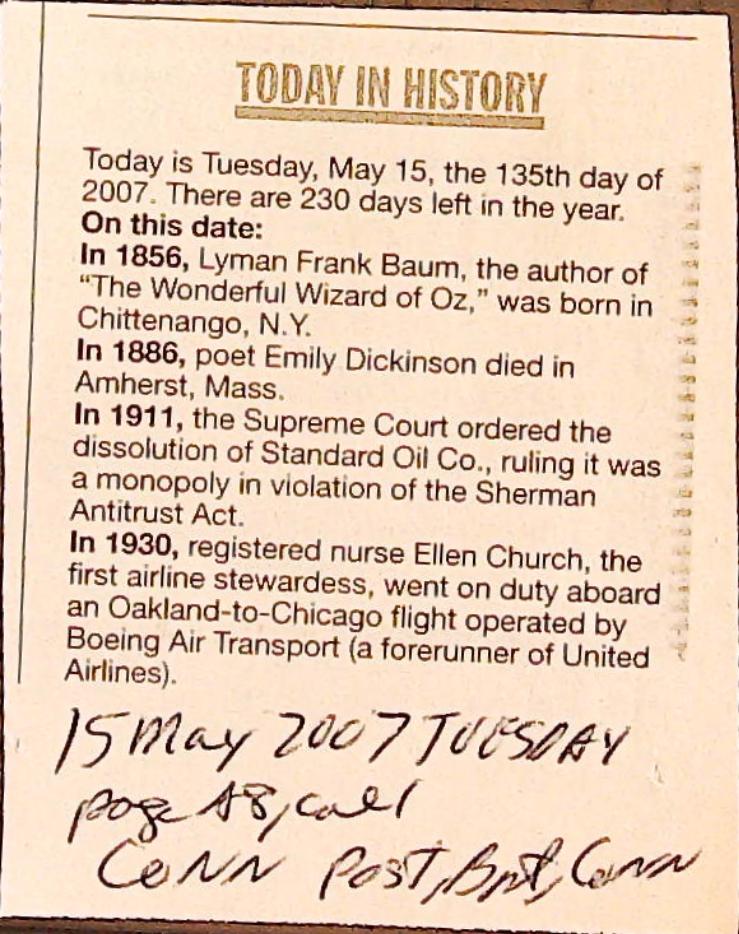 TODAY IN HISTORY
Today is Tuesday, May 15, the 135th day of
2007. There are 230 days left in the year.
On this date:
In 1856, Lyman Frank Baum, the author of
“The Wonderful Wizard of Oz,” was born in
Chittenango, N.Y.
In 1886, poet Emily Dickinson died in
Amherst, Mass.
In 1911, the Supreme Court ordered the
dissolution of Standard Oil Co., ruling it was
a monopoly in violation of the Sherman
Antitrust Act.
In 1930, registered nurse Ellen Church, the
first airline stewardess, went on duty aboard
an Oakland-to-Chicago flight operated by
Boeing Air Transport (a forerunner of United
Airlines).
15 May 2007 TUESDAY
page A8, col 1
CONN POST, Bpt, Conn